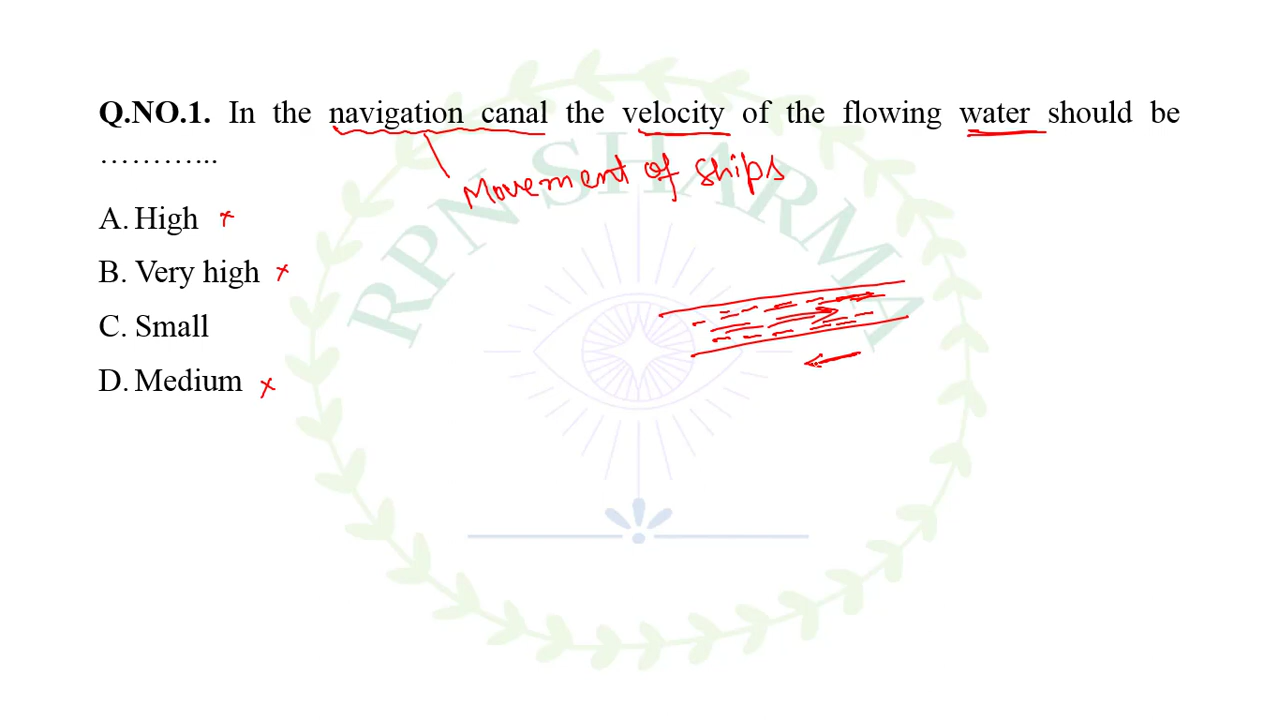 Q.NO.1. In the navigation canal the velocity of the flowing water should be
………...
Movement of ships
A. High ×
B. Very high ×
C. Small
D. Medium ×
RPN SHARMA